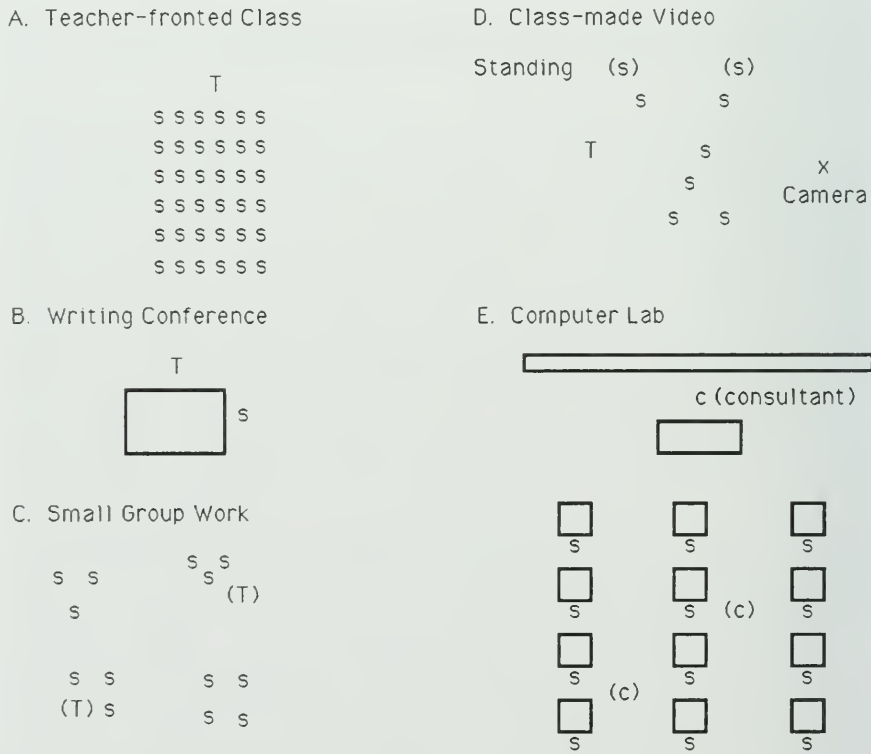 A. Teacher-fronted Class
T
s s s s s s
s s s s s s
s s s s s s
s s s s s s
s s s s s s
s s s s s s
B. Writing Conference
T
s
C. Small Group Work
s s
s s s
s (T)
s
s s s s
(T) s s s
D. Class-made Video
Standing (s) (s)
s s
T s
x
s Camera
s s
E. Computer Lab
c (consultant)
s s s
s s (c) s
s s s
(c)
s s s